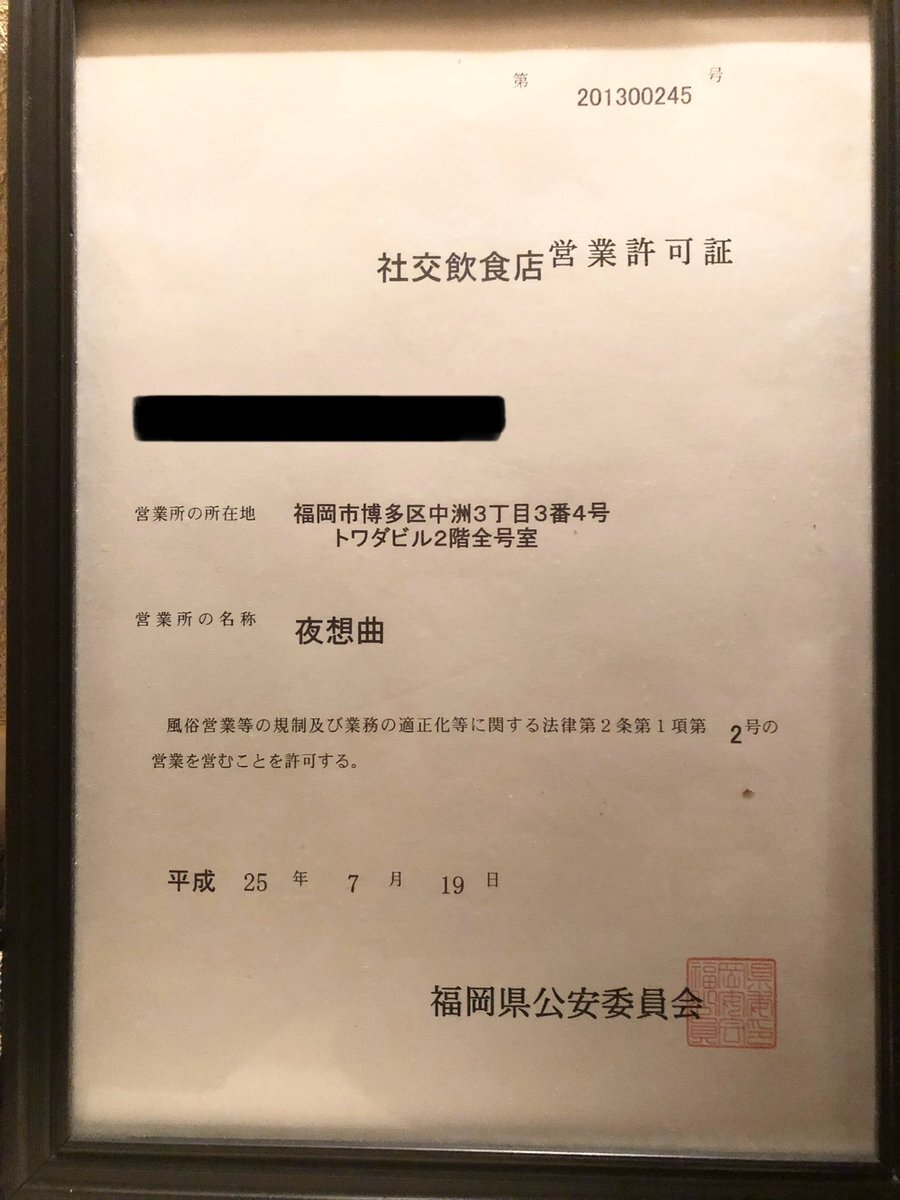 第 号
201300245
社交飲食店営業許可証
営業所の所在地 福岡市博多区中洲3丁目3番4号
トワダビル2階全号室
営業所の名称 夜想曲
風俗営業等の規制及び業務の適正化等に関する法律第2条第1項第 2号の
営業を営むことを許可する。
平成 25 年 7 月 19 日
福岡県公安委員会